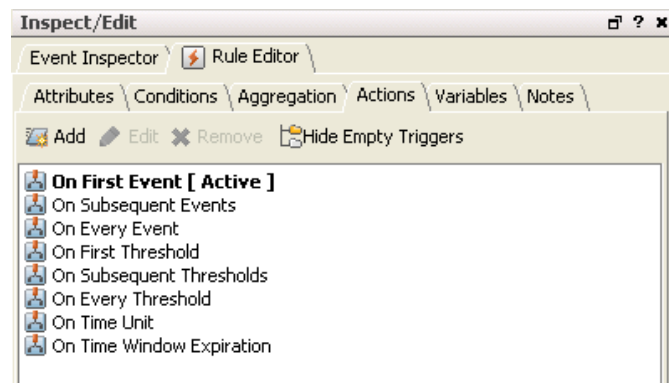 Inspect/Edit
Event Inspector Rule Editor
Attributes Conditions Aggregation Actions Variables Notes
Add Edit Remove Hide Empty Triggers
On First Event [ Active ]
On Subsequent Events
On Every Event
On First Threshold
On Subsequent Thresholds
On Every Threshold
On Time Unit
On Time Window Expiration